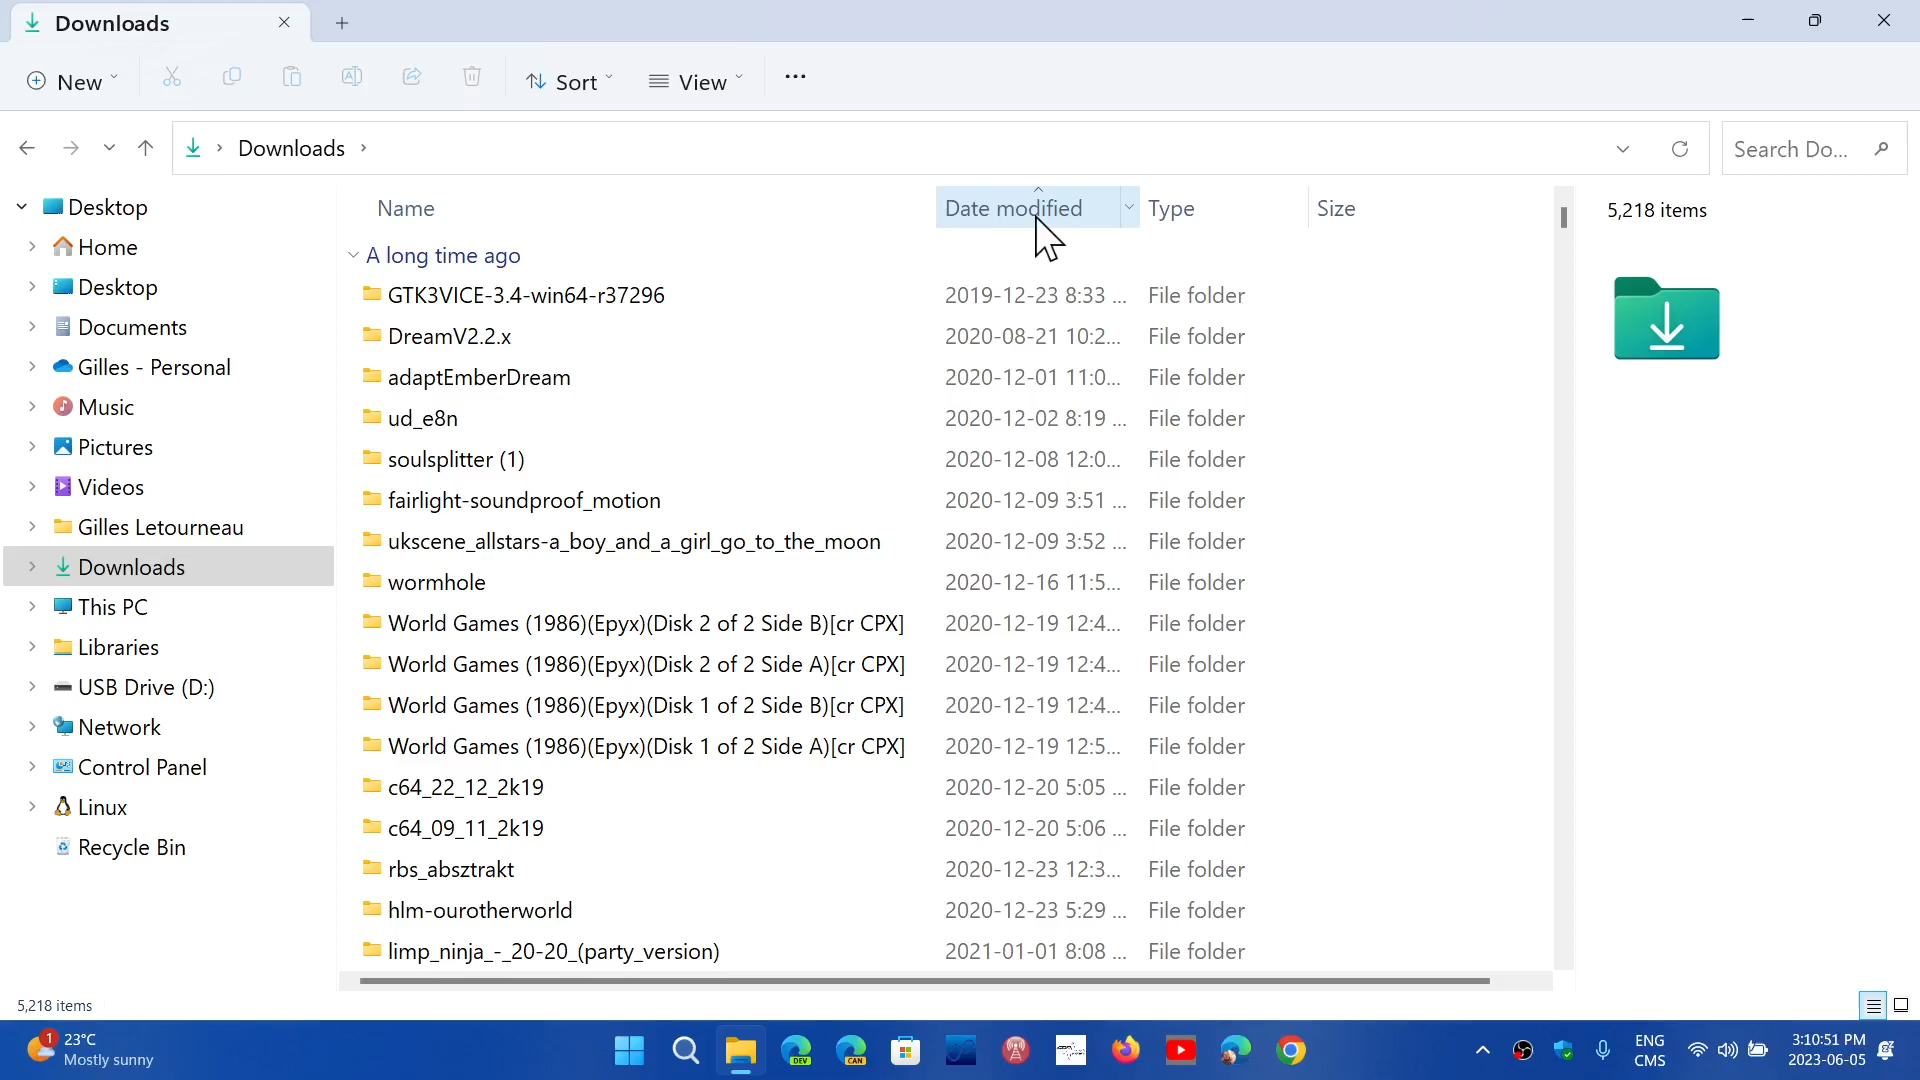 Downloads
New
Sort
View
Downloads
Search Do...
Desktop
Home
Desktop
Documents
Gilles - Personal
Music
Pictures
Videos
Gilles Letourneau
Downloads
This PC
Libraries
USB Drive (D:)
Network
Control Panel
Linux
Recycle Bin
Name Date modified Type Size
A long time ago
GTK3VICE-3.4-win64-r37296 2019-12-23 8:33 ... File folder
DreamV2.2.x 2020-08-21 10:2... File folder
adaptEmberDream 2020-12-01 11:0... File folder
ud_e8n 2020-12-02 8:19 ... File folder
soulsplitter (1) 2020-12-08 12:0... File folder
fairlight-soundproof_motion 2020-12-09 3:51 ... File folder
ukscene_allstars-a_boy_and_a_girl_go_to_the_moon 2020-12-09 3:52 ... File folder
wormhole 2020-12-16 11:5... File folder
World Games (1986)(Epyx)(Disk 2 of 2 Side B)[cr CPX] 2020-12-19 12:4... File folder
World Games (1986)(Epyx)(Disk 2 of 2 Side A)[cr CPX] 2020-12-19 12:4... File folder
World Games (1986)(Epyx)(Disk 1 of 2 Side B)[cr CPX] 2020-12-19 12:4... File folder
World Games (1986)(Epyx)(Disk 1 of 2 Side A)[cr CPX] 2020-12-19 12:5... File folder
c64_22_12_2k19 2020-12-20 5:05 ... File folder
c64_09_11_2k19 2020-12-20 5:06 ... File folder
rbs_absztrakt 2020-12-23 12:3... File folder
hlm-ourotherworld 2020-12-23 5:29 ... File folder
limp_ninja_-_20-20_(party_version) 2021-01-01 8:08 ... File folder
5,218 items
5,218 items
1
23°C
Mostly sunny
DEV
CAN
ENG
CMS
3:10:51 PM
2023-06-05